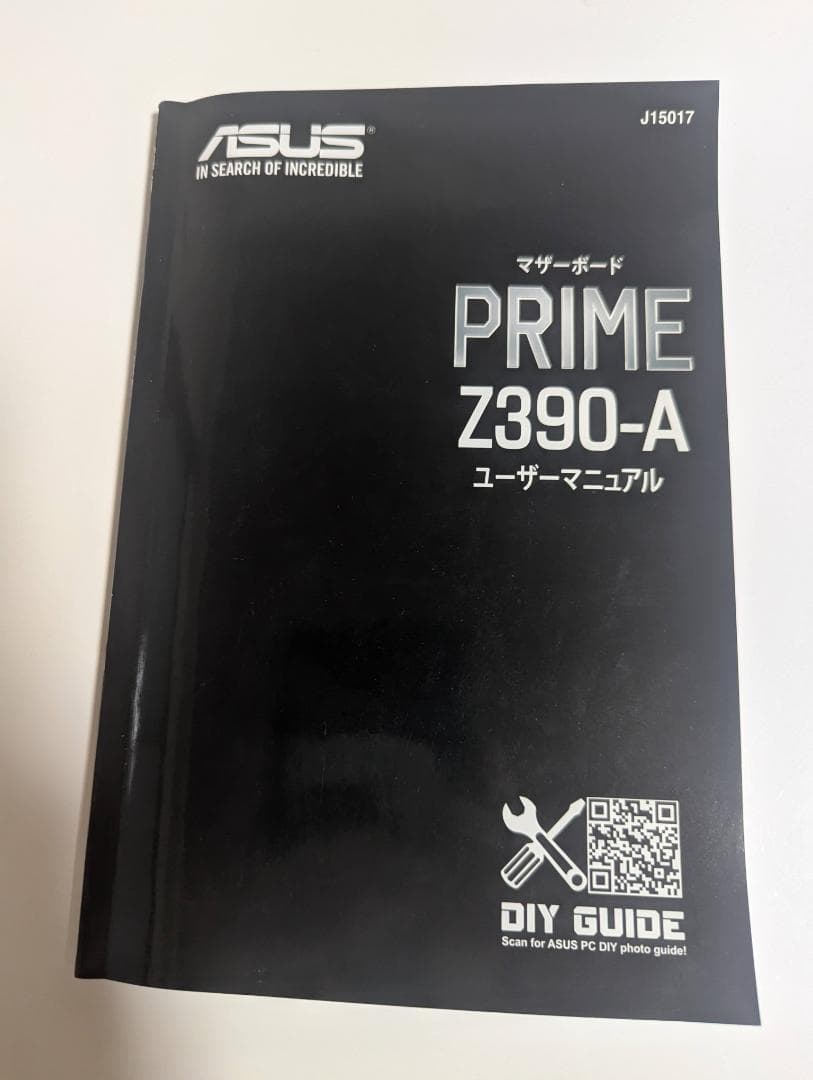 ASUS®
IN SEARCH OF INCREDIBLE
J15017
マザーボード
PRIME
Z390-A
ユーザーマニュアル
DIY GUIDE
Scan for ASUS PC DIY photo guide!